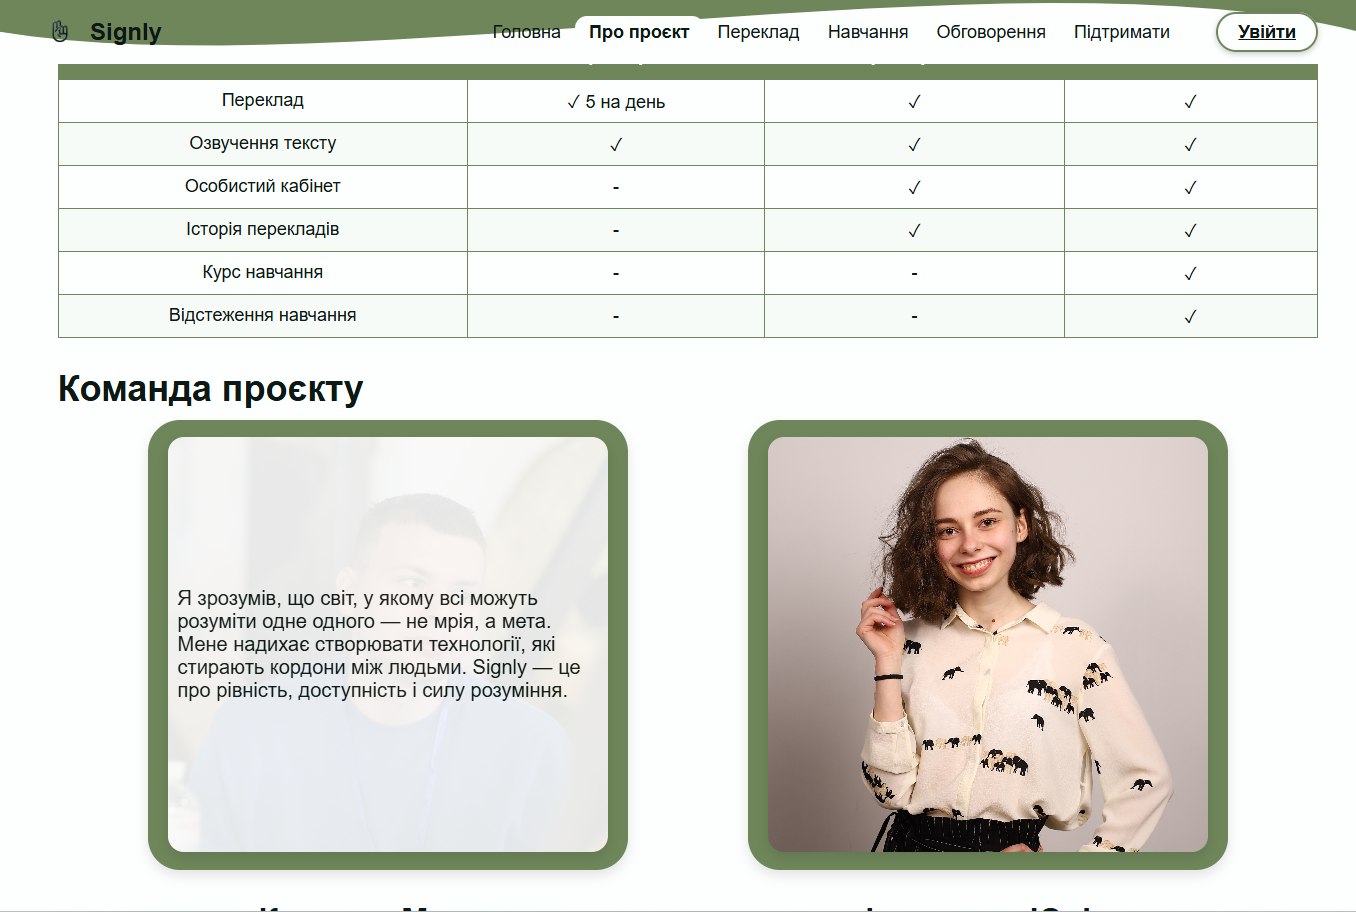 Signly
Головна Про проєкт Переклад Навчання Обговорення Підтримати Увійти
Переклад ✓ 5 на день ✓ ✓
Озвучення тексту ✓ ✓ ✓
Особистий кабінет - ✓ ✓
Історія перекладів - ✓ ✓
Курс навчання - - ✓
Відстеження навчання - - ✓
Команда проєкту
Я зрозумів, що світ, у якому всі можуть
розуміти одне одного — не мрія, а мета.
Мене надихає створювати технології, які
стирають кордони між людьми. Signly — це
про рівність, доступність і силу розуміння.